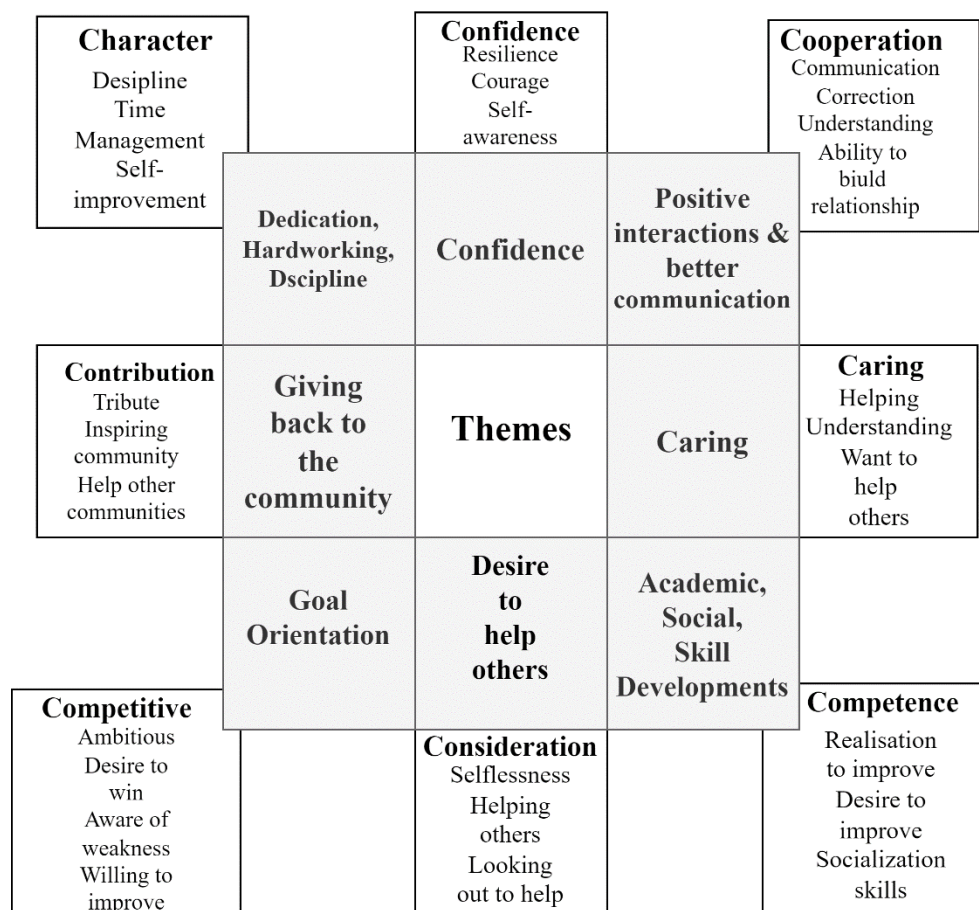 Character
Desipline
Time
Management
Self-
improvement
Confidence
Resilience
Courage
Self-
awareness
Cooperation
Communication
Correction
Understanding
Ability to
biuld
relationship
Dedication,
Hardworking,
Dscipline
Confidence
Positive
interactions &
better
communication
Contribution
Tribute
Inspiring
community
Help other
communities
Giving
back to
the
community
Themes
Caring
Caring
Helping
Understanding
Want to
help
others
Goal
Orientation
Desire
to
help
others
Academic,
Social,
Skill
Developments
Competitive
Ambitious
Desire to
win
Aware of
weakness
Willing to
improve
Consideration
Selflessness
Helping
others
Looking
out to help
Competence
Realisation
to improve
Desire to
improve
Socialization
skills